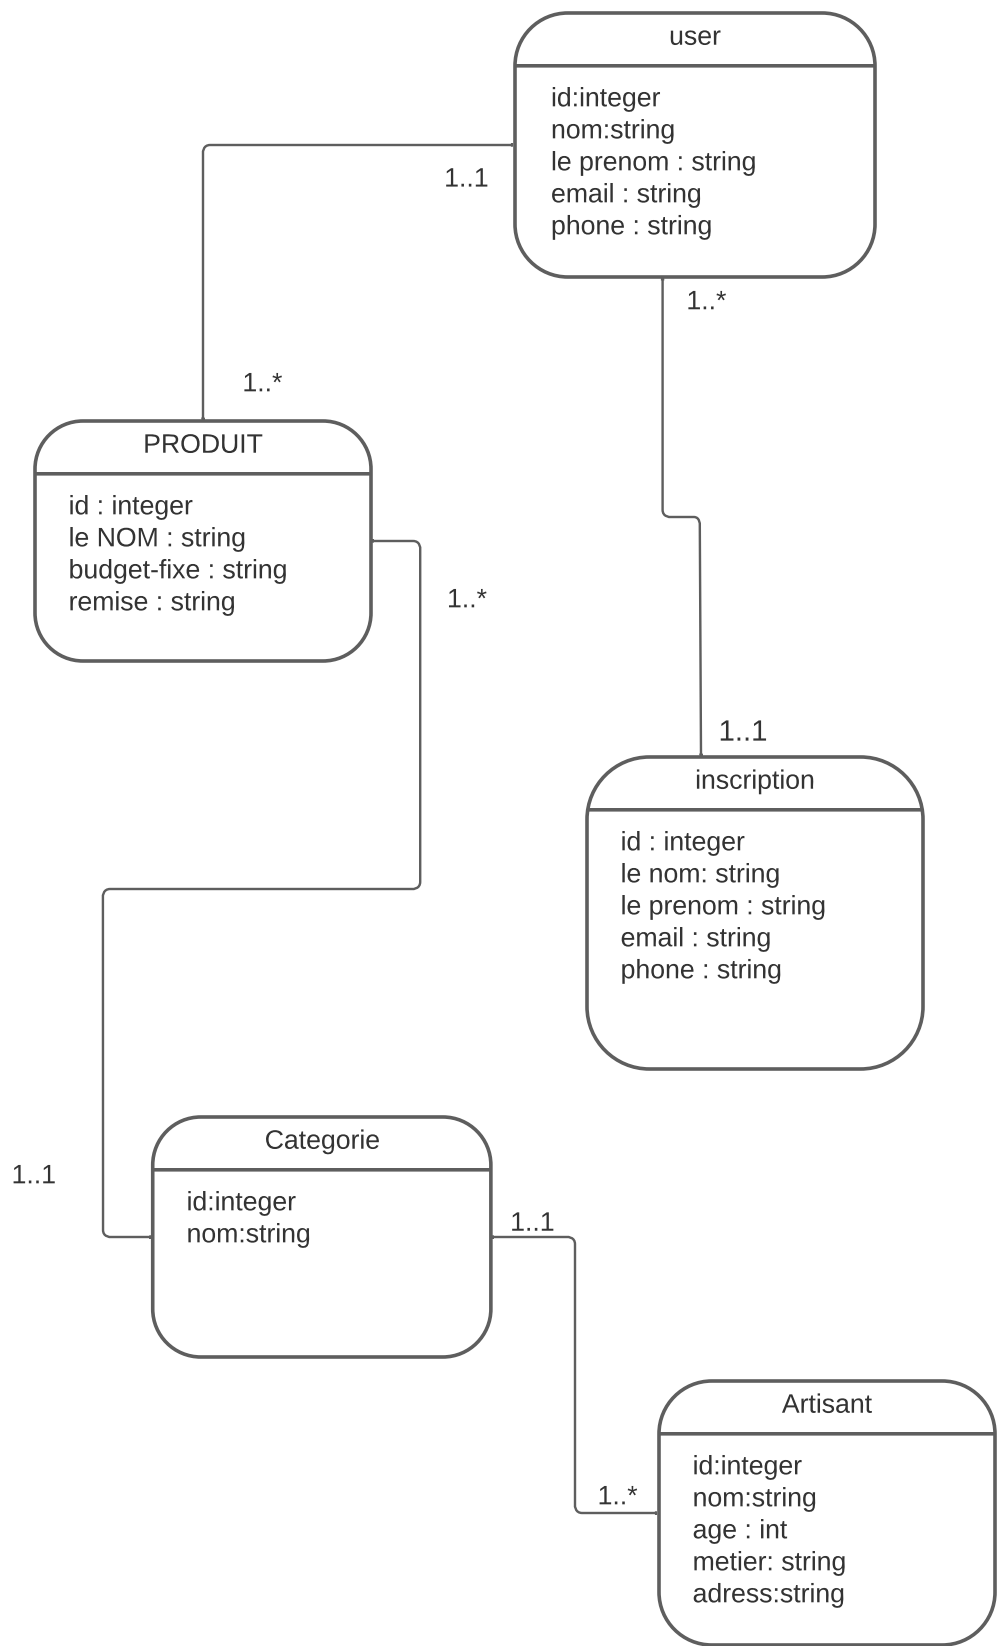 user
id:integer
nom:string
le prenom : string
email : string
phone : string
1..1
1..*
1..*
PRODUIT
id : integer
le NOM : string
budget-fixe : string
remise : string
1..*
1..1
inscription
id : integer
le nom: string
le prenom : string
email : string
phone : string
Categorie
id:integer
nom:string
1..1
1..1
Artisant
id:integer
nom:string
age : int
metier: string
adress:string
1..*